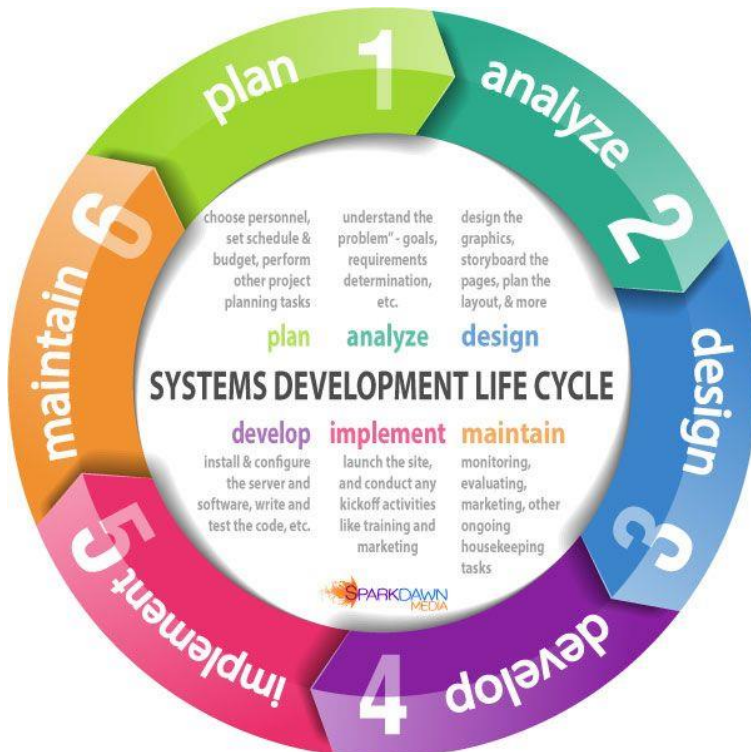 plan 1
analyze 2
design 3
develop 4
implement 5
maintain 6
choose personnel,
set schedule &
budget, perform
other project
planning tasks
plan
understand the
problem" - goals,
requirements
determination,
etc.
analyze
design the
graphics,
storyboard the
pages, plan the
layout, & more
design
SYSTEMS DEVELOPMENT LIFE CYCLE
develop
install & configure
the server and
software, write and
test the code, etc.
implement
launch the site,
and conduct any
kickoff activities
like training and
marketing
maintain
monitoring,
evaluating,
marketing, other
ongoing
housekeeping
tasks
SPARKDAWN
MEDIA